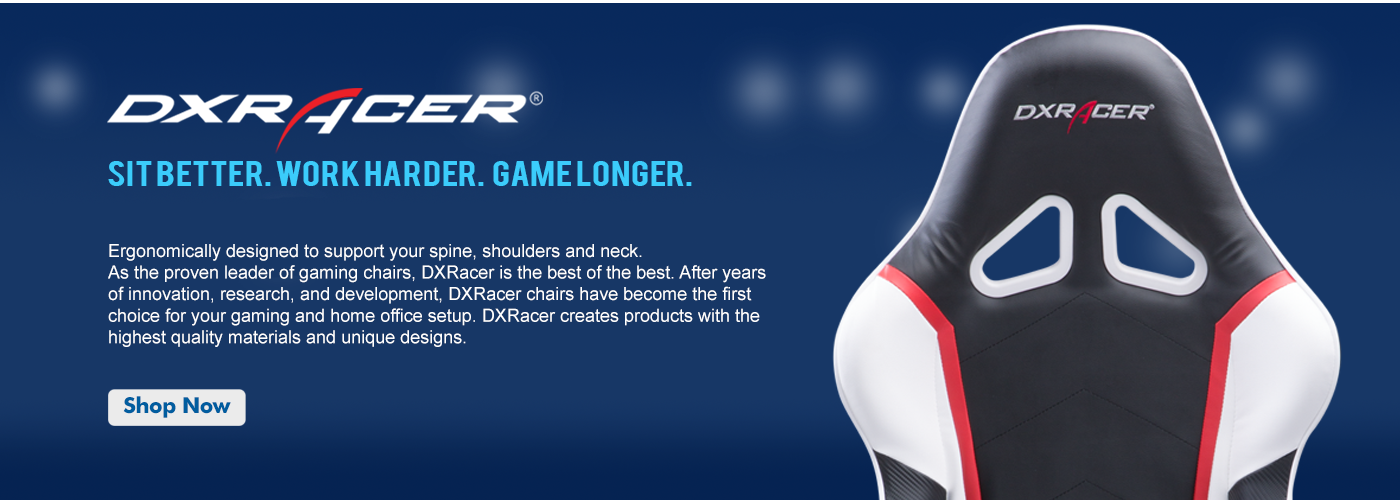 DXRACER®
SIT BETTER. WORK HARDER. GAME LONGER.
Ergonomically designed to support your spine, shoulders and neck.
As the proven leader of gaming chairs, DXRacer is the best of the best. After years
of innovation, research, and development, DXRacer chairs have become the first
choice for your gaming and home office setup. DXRacer creates products with the
highest quality materials and unique designs.
Shop Now
DXRACER®